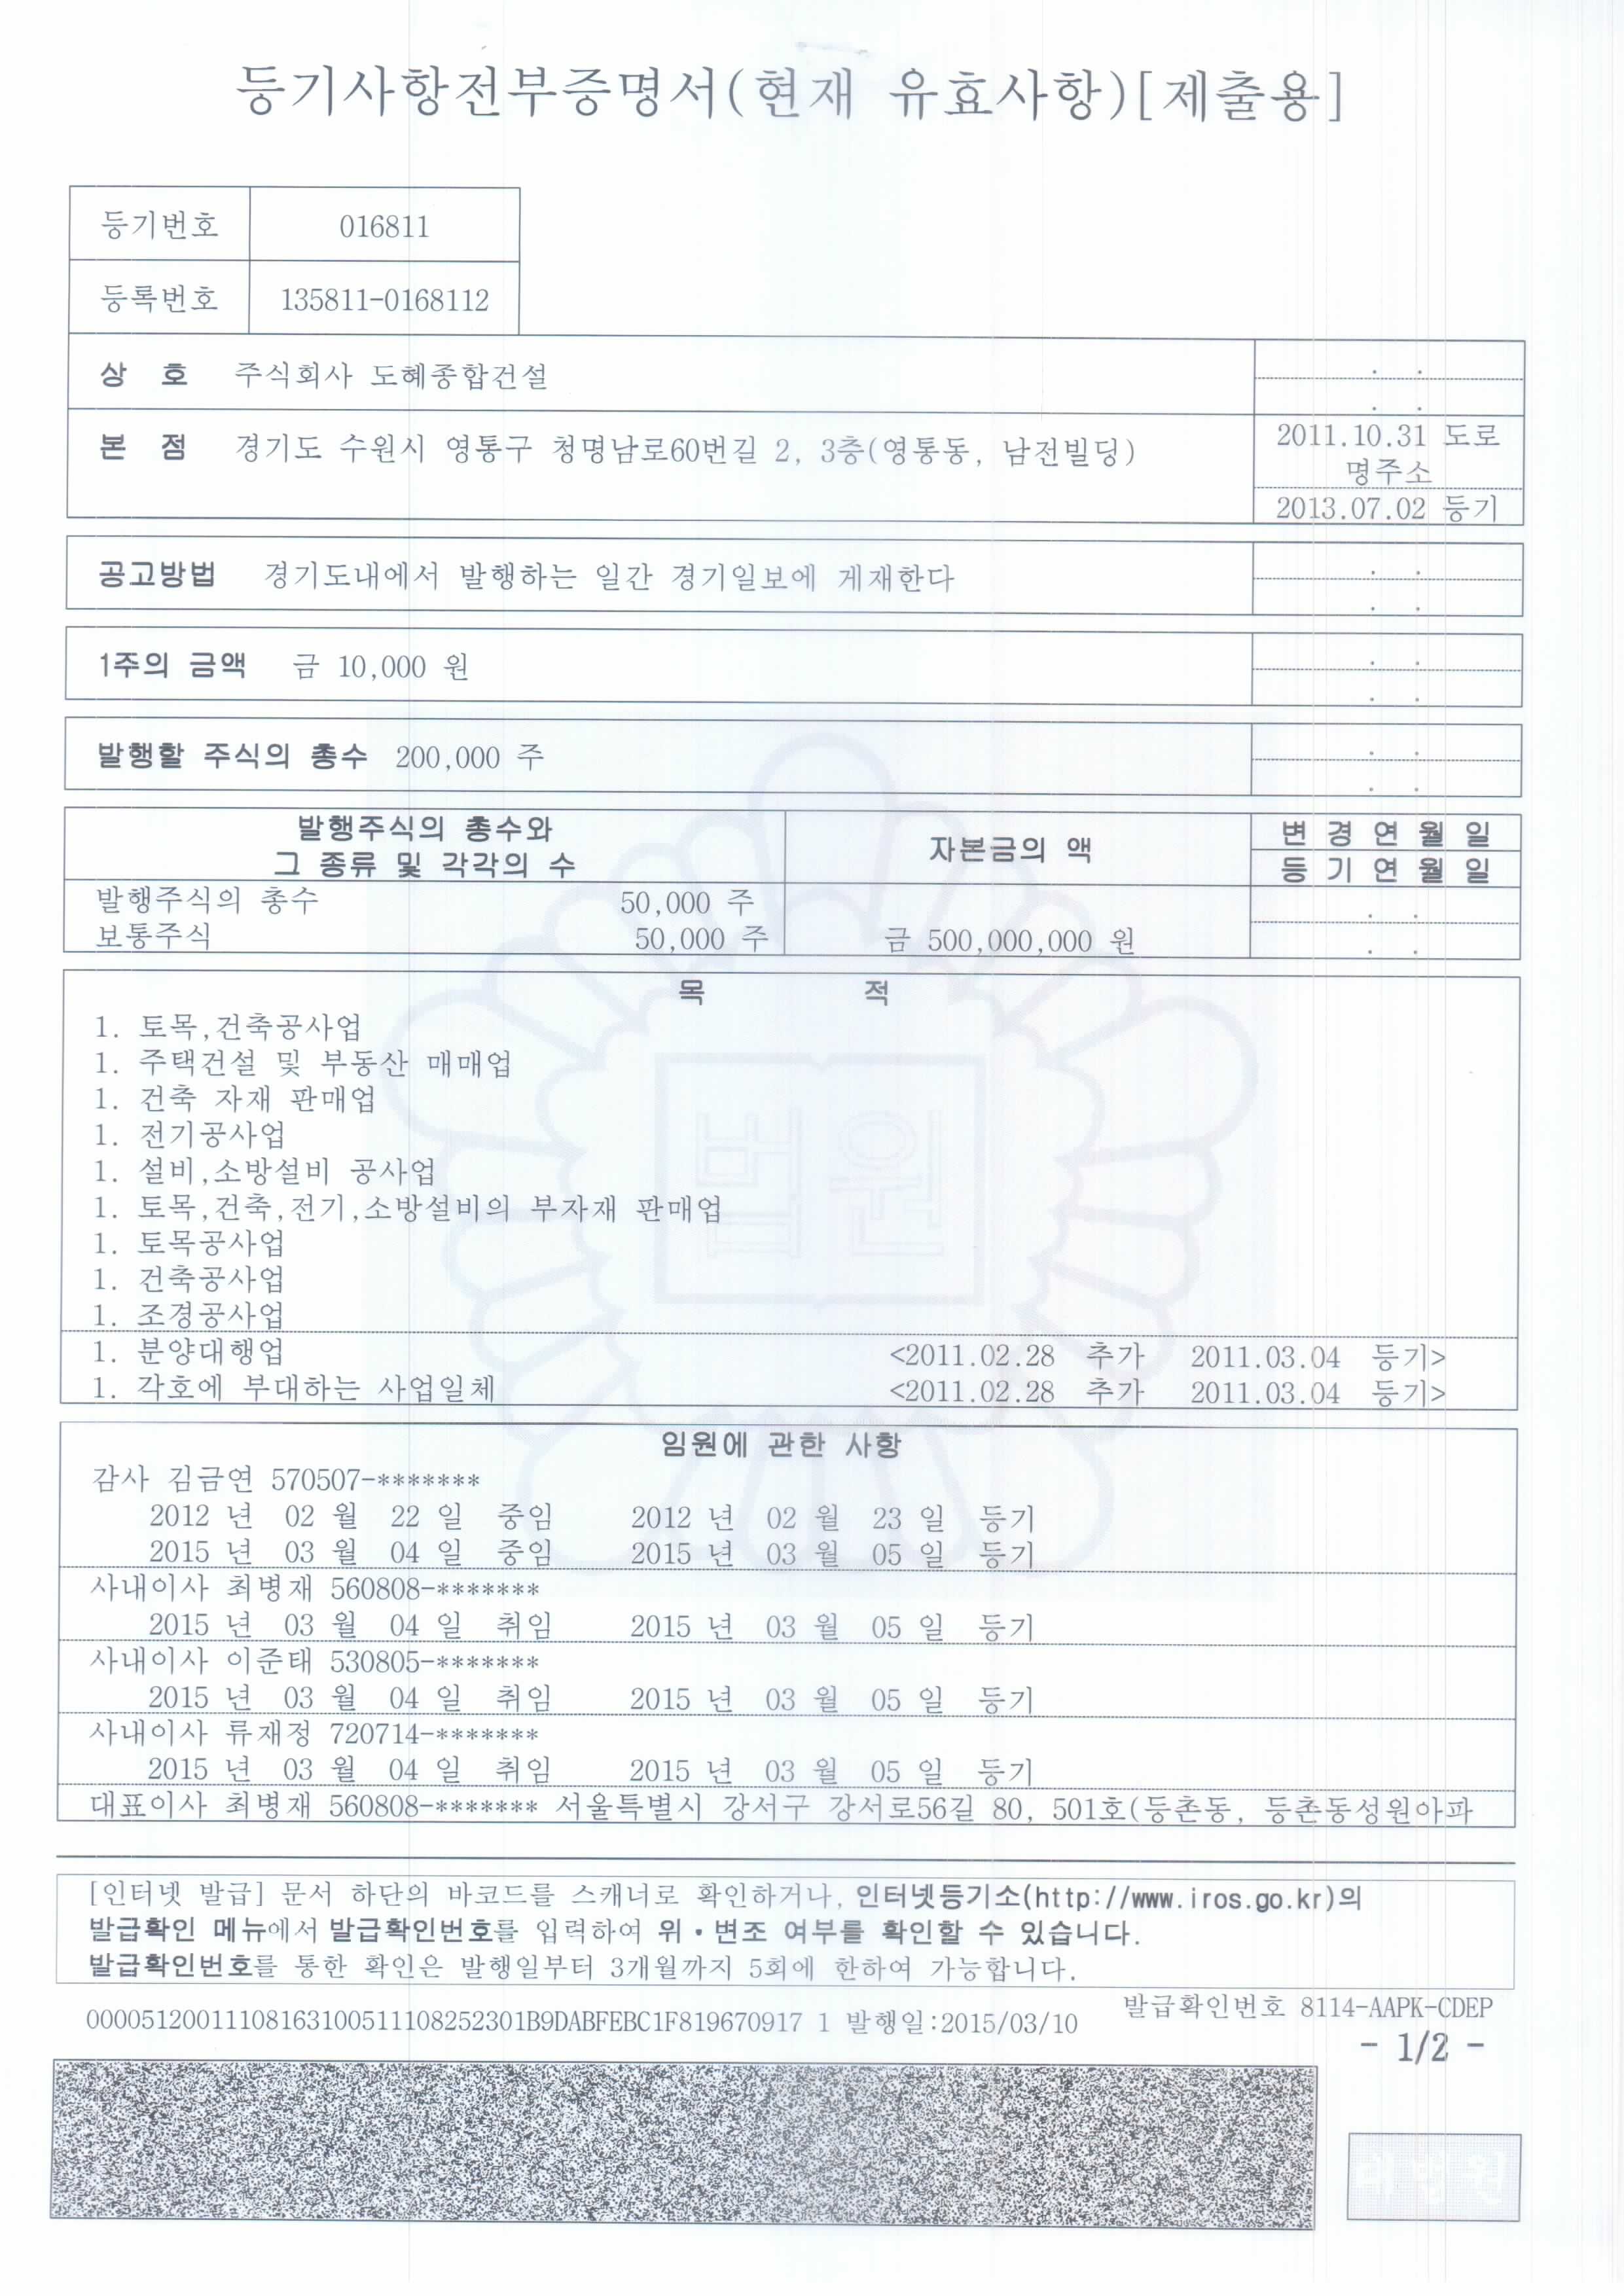 등기사항전부증명서(현재 유효사항)[제출용]
등기번호 016811
등록번호 135811-0168112
상 호 주식회사 도혜종합건설 . .
. .
본 점 경기도 수원시 영통구 청명남로60번길 2, 3층(영통동, 남전빌딩) 2011.10.31 도로
명주소
2013.07.02 등기
공고방법 경기도내에서 발행하는 일간 경기일보에 게재한다 . .
. .
1주의 금액 금 10,000 원 . .
. .
발행할 주식의 총수 200,000 주 . .
. .
발행주식의 총수와
그 종류 및 각각의 수
자본금의 액
변 경 연 월 일
등 기 연 월 일
발행주식의 총수 50,000 주 . .
보통주식 50,000 주 금 500,000,000 원 . .
목 적
1. 토목,건축공사업
1. 주택건설 및 부동산 매매업
1. 건축 자재 판매업
1. 전기공사업
1. 설비,소방설비 공사업
1. 토목,건축,전기,소방설비의 부자재 판매업
1. 토목공사업
1. 건축공사업
1. 조경공사업
1. 분양대행업 <2011.02.28 추가 2011.03.04 등기>
1. 각호에 부대하는 사업일체 <2011.02.28 추가 2011.03.04 등기>
법원
임원에 관한 사항
감사 김금연 570507-*******
2012 년 02 월 22 일 중임 2012 년 02 월 23 일 등기
2015 년 03 월 04 일 중임 2015 년 03 월 05 일 등기
사내이사 최병재 560808-*******
2015 년 03 월 04 일 취임 2015 년 03 월 05 일 등기
사내이사 이준태 530805-*******
2015 년 03 월 04 일 취임 2015 년 03 월 05 일 등기
사내이사 류재정 720714-*******
2015 년 03 월 04 일 취임 2015 년 03 월 05 일 등기
대표이사 최병재 560808-******* 서울특별시 강서구 강서로56길 80, 501호(등촌동, 등촌동성원아파
[인터넷 발급] 문서 하단의 바코드를 스캐너로 확인하거나, 인터넷등기소(http://www.iros.go.kr)의
발급확인 메뉴에서 발급확인번호를 입력하여 위·변조 여부를 확인할 수 있습니다.
발급확인번호를 통한 확인은 발행일부터 3개월까지 5회에 한하여 가능합니다.
발급확인번호 8114-AAPK-CDEP
00005120011108163100511108252301B9DABFEBC1F819670917 1 발행일:2015/03/10
- 1/2 -
대법원